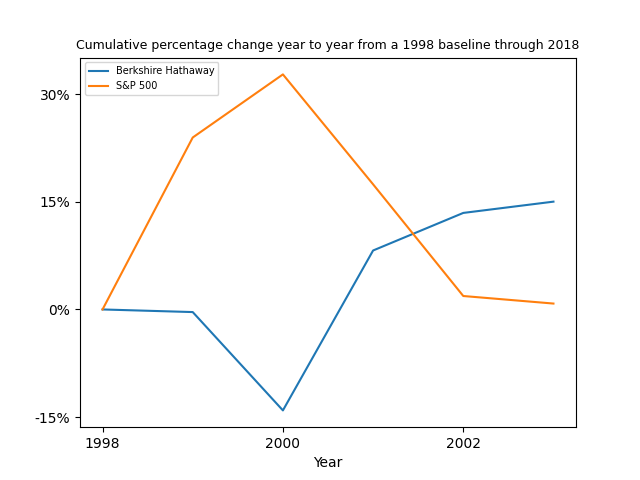 Cumulative percentage change year to year from a 1998 baseline through 2018
Berkshire Hathaway
S&P 500
30%
15%
0%
-15%
1998 2000 2002
Year